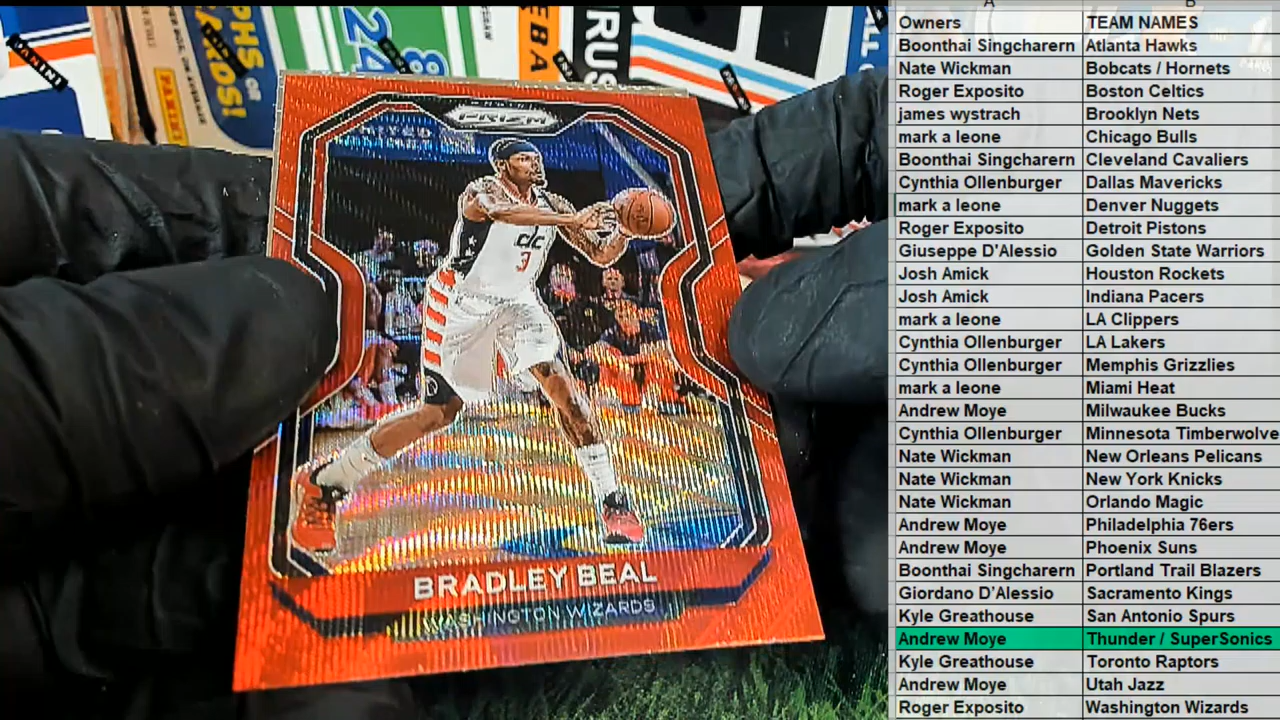 PANINI
CARDS!
PRIZM
dc
3
BRADLEY BEAL
WASHINGTON WIZARDS
A B
Owners TEAM NAMES
Boonthai Singcharern Atlanta Hawks
Nate Wickman Bobcats / Hornets
Roger Exposito Boston Celtics
james wystrach Brooklyn Nets
mark a leone Chicago Bulls
Boonthai Singcharern Cleveland Cavaliers
Cynthia Ollenburger Dallas Mavericks
mark a leone Denver Nuggets
Roger Exposito Detroit Pistons
Giuseppe D'Alessio Golden State Warriors
Josh Amick Houston Rockets
Josh Amick Indiana Pacers
mark a leone LA Clippers
Cynthia Ollenburger LA Lakers
Cynthia Ollenburger Memphis Grizzlies
mark a leone Miami Heat
Andrew Moye Milwaukee Bucks
Cynthia Ollenburger Minnesota Timberwolve
Nate Wickman New Orleans Pelicans
Nate Wickman New York Knicks
Nate Wickman Orlando Magic
Andrew Moye Philadelphia 76ers
Andrew Moye Phoenix Suns
Boonthai Singcharern Portland Trail Blazers
Giordano D'Alessio Sacramento Kings
Kyle Greathouse San Antonio Spurs
Andrew Moye Thunder / SuperSonics
Kyle Greathouse Toronto Raptors
Andrew Moye Utah Jazz
Roger Exposito Washington Wizards